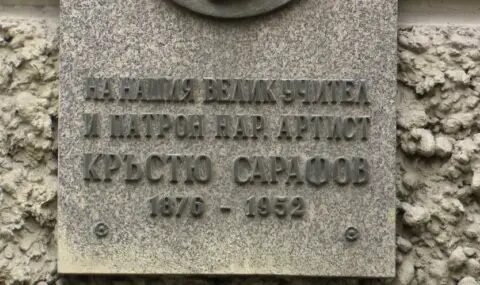 НА НАШИЯ ВЕЛИК УЧИТЕЛ
И ПАТРОН НАР. АРТИСТ
КРЪСТЮ САРАФОВ
1876 - 1952